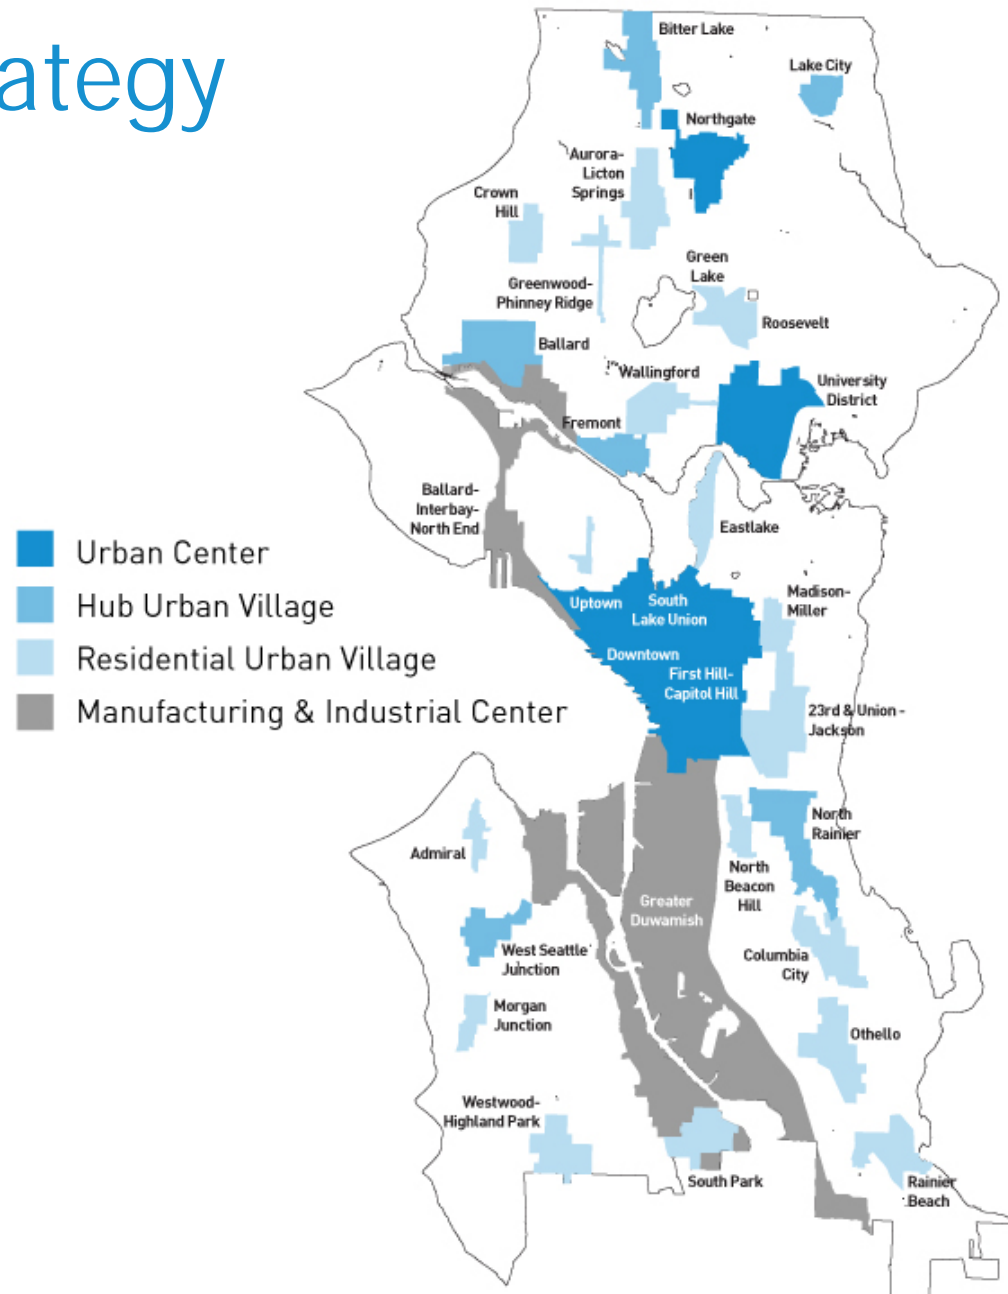 ategy
Bitter Lake
Lake City
Northgate
Aurora-
Licton
Springs
Crown
Hill
Green
Lake
Greenwood-
Phinney Ridge
Roosevelt
Ballard
Wallingford
University
District
Fremont
Ballard-
Interbay-
North End
Eastlake
Urban Center
Hub Urban Village
Residential Urban Village
Manufacturing & Industrial Center
Uptown
South
Lake Union
Madison-
Miller
Downtown
First Hill-
Capitol Hill
23rd & Union -
Jackson
North
Rainier
Admiral
North
Beacon
Hill
Greater
Duwamish
West Seattle
Junction
Columbia
City
Morgan
Junction
Othello
Westwood-
Highland Park
South Park
Rainier
Beach